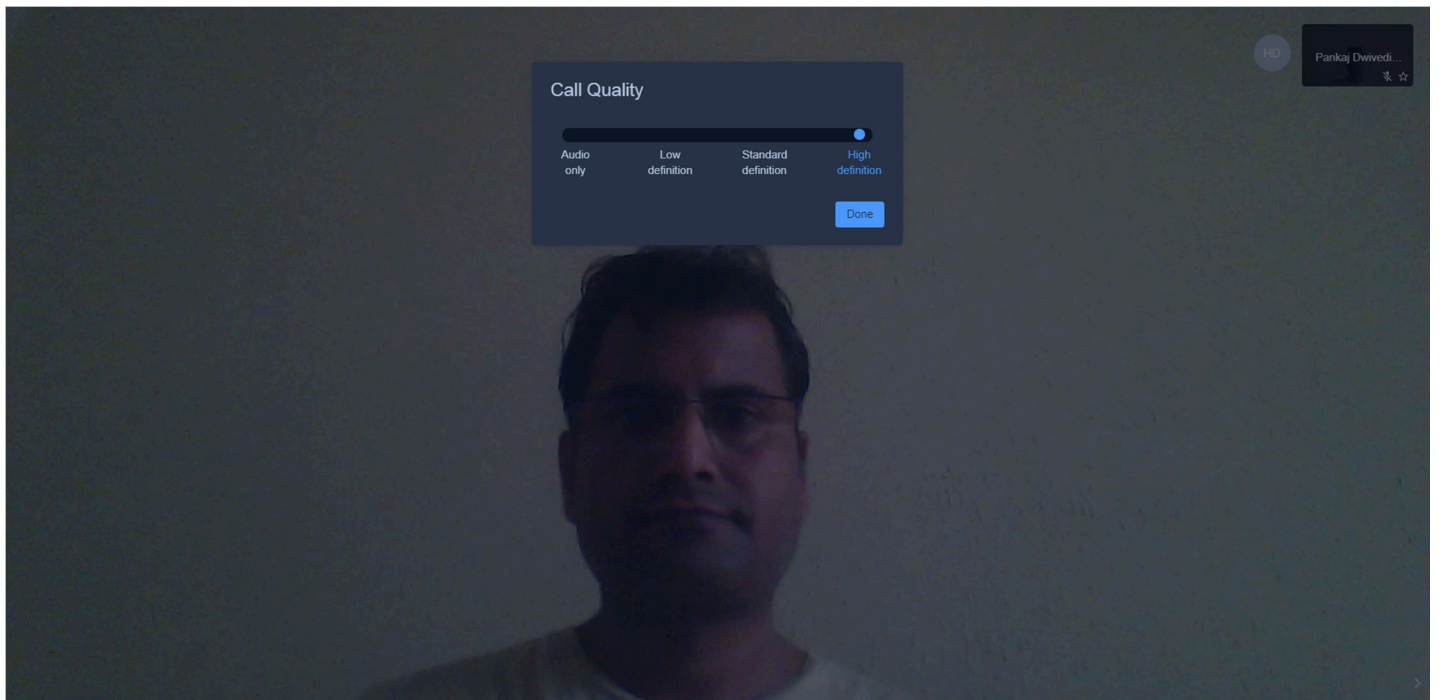 HD
Pankaj Dwivedi...
Call Quality
Audio only
Low definition
Standard definition
High definition
Done